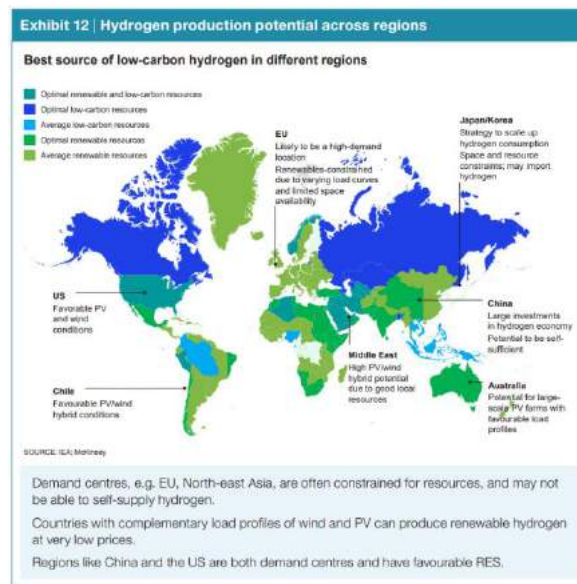 Exhibit 12 | Hydrogen production potential across regions
Best source of low-carbon hydrogen in different regions
Optimal renewable and low-carbon resources
Optimal low-carbon resources
Average low-carbon resources
Optimal renewable resources
Average renewable resources
EU
Likely to be a high-demand
location
Renewables-constrained
due to varying load curves
and limited space
availability
Japan/Korea
Strategy to scale up
hydrogen consumption
Space and resource
constraints; may import
hydrogen
US
Favorable PV
and wind
conditions
China
Large investments
in hydrogen economy
Potential to be self-
sufficient
Middle East
High PV/wind
hybrid potential
due to good local
resources
Chile
Favourable PV/wind
hybrid conditions
Australia
Potential for large-
scale PV farms with
favourable load
profiles
SOURCE: IEA; McKinsey
Demand centres, e.g. EU, North-east Asia, are often constrained for resources, and may not
be able to self-supply hydrogen.
Countries with complementary load profiles of wind and PV can produce renewable hydrogen
at very low prices.
Regions like China and the US are both demand centres and have favourable RES.